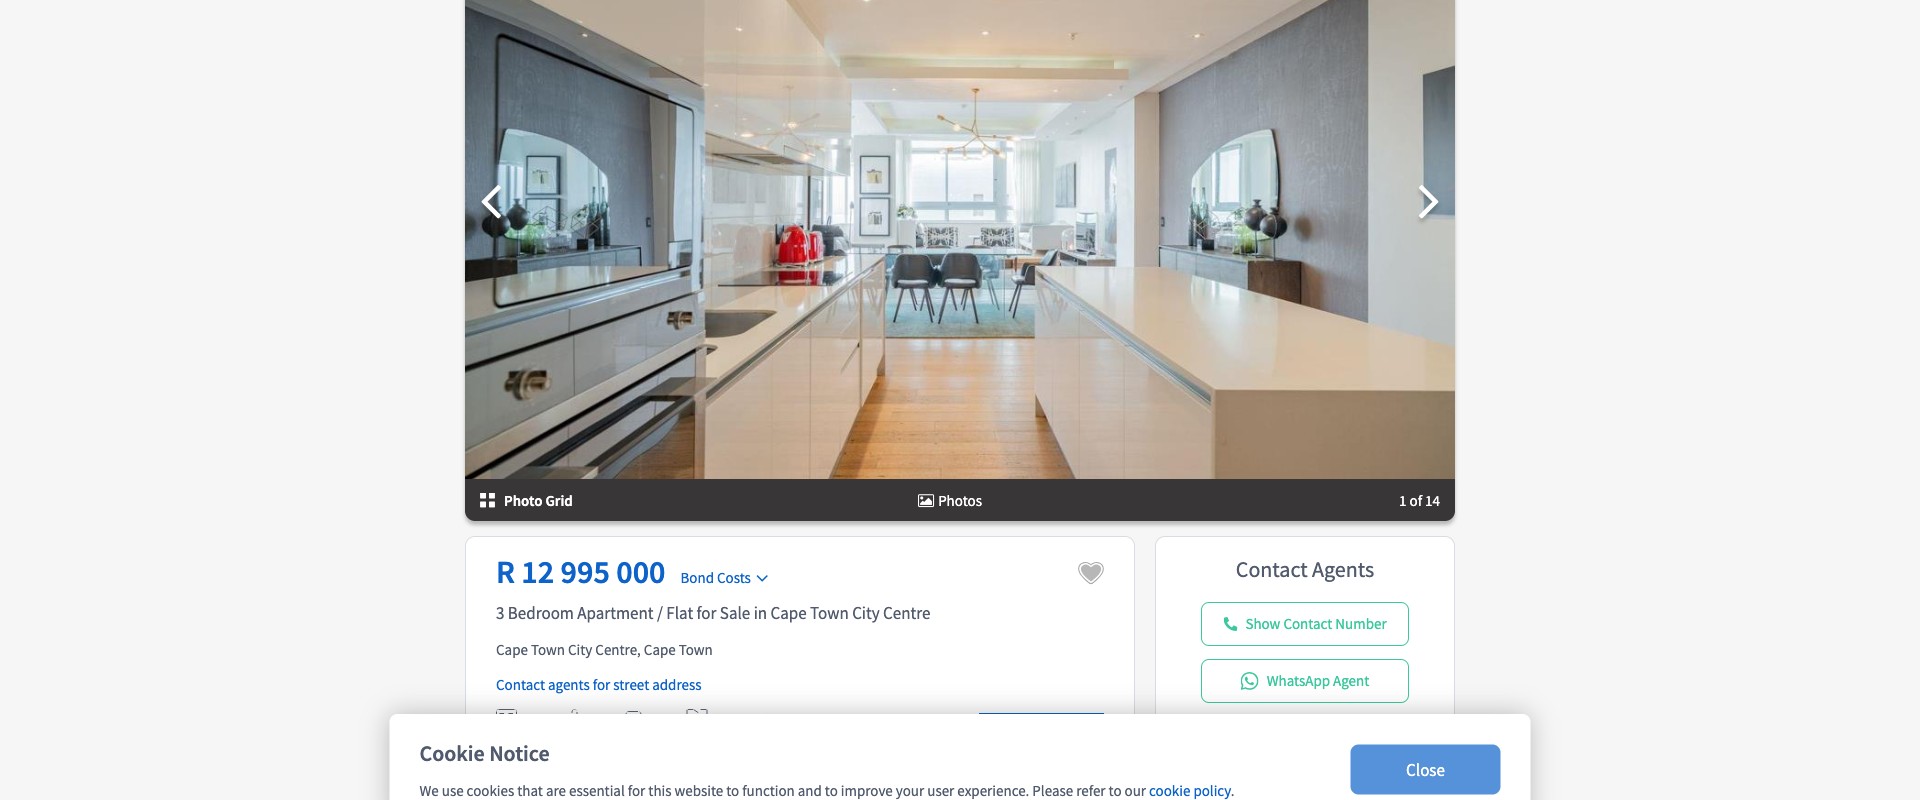 Photo Grid
Photos
1 of 14
R 12 995 000
Bond Costs
3 Bedroom Apartment / Flat for Sale in Cape Town City Centre
Cape Town City Centre, Cape Town
Contact agents for street address
Contact Agents
Show Contact Number
WhatsApp Agent
Cookie Notice
We use cookies that are essential for this website to function and to improve your user experience. Please refer to our cookie policy.
Close